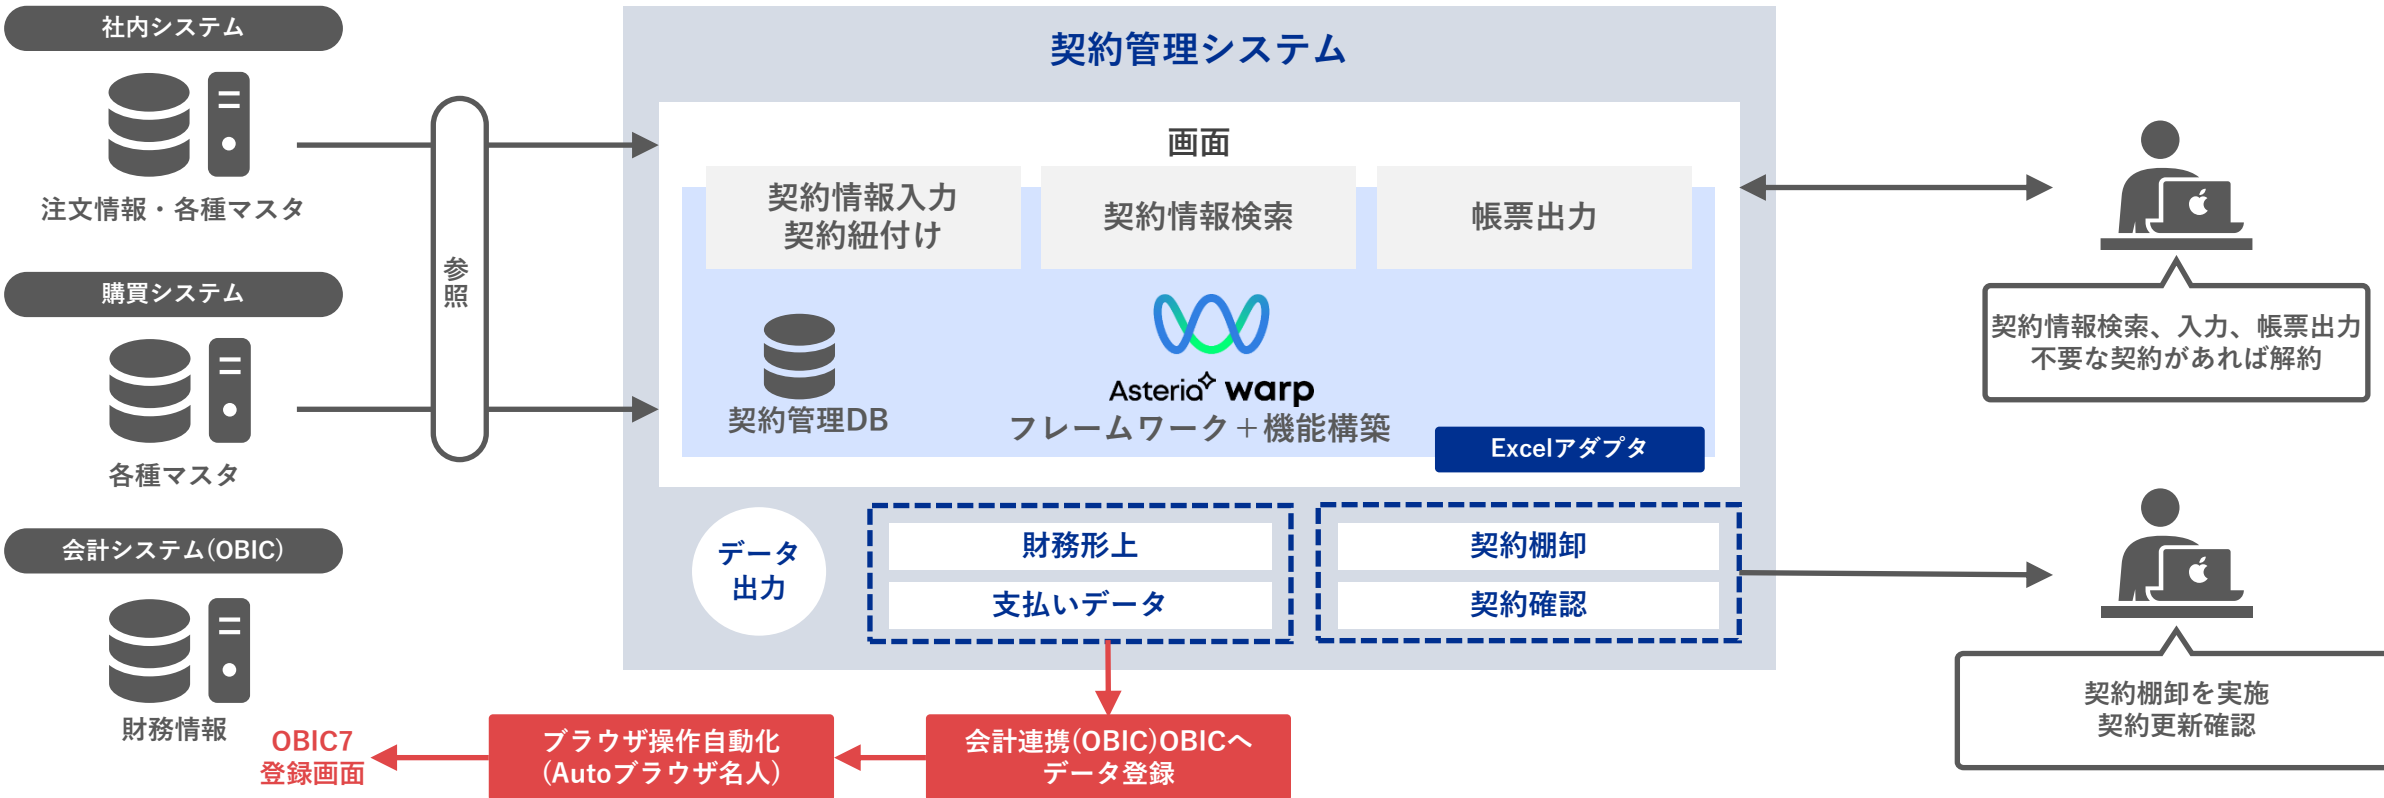 社内システム
注文情報・各種マスタ
購買システム
各種マスタ
会計システム(OBIC)
財務情報
参照
契約管理システム
画面
契約情報入力
契約紐付け
契約情報検索
帳票出力
契約管理DB
Asteria warp
フレームワーク＋機能構築
Excelアダプタ
データ
出力
財務形上
支払いデータ
契約棚卸
契約確認
契約情報検索、入力、帳票出力
不要な契約があれば解約
契約棚卸を実施
契約更新確認
会計連携(OBIC)OBICへ
データ登録
ブラウザ操作自動化
(Autoブラウザ名人)
OBIC7
登録画面